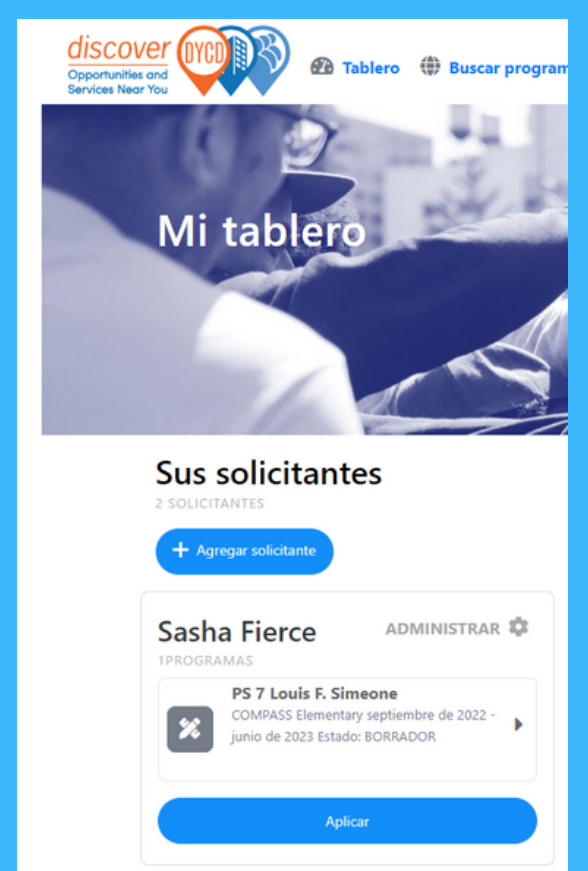 discover DYCD
Opportunities and
Services Near You
Tablero Buscar program
Mi tablero
Sus solicitantes
2 SOLICITANTES
+ Agregar solicitante
Sasha Fierce ADMINISTRAR
1PROGRAMAS
PS 7 Louis F. Simeone
COMPASS Elementary septiembre de 2022 -
junio de 2023 Estado: BORRADOR
Aplicar